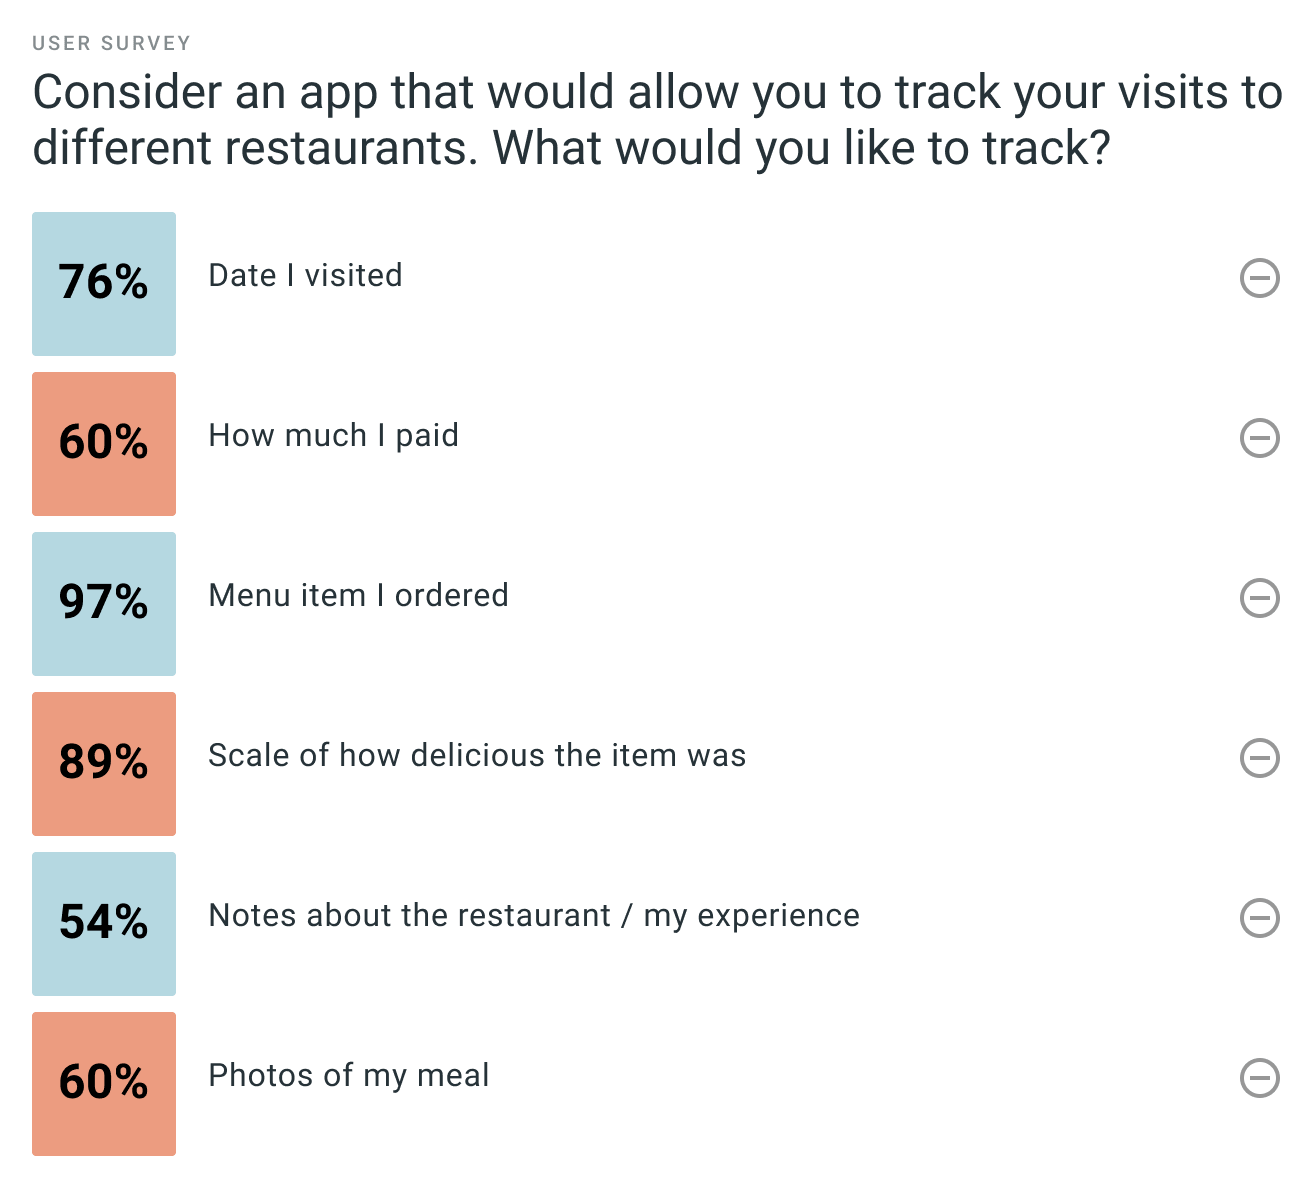 USER SURVEY
Consider an app that would allow you to track your visits to
different restaurants. What would you like to track?
76% Date I visited
60% How much I paid
97% Menu item I ordered
89% Scale of how delicious the item was
54% Notes about the restaurant / my experience
60% Photos of my meal